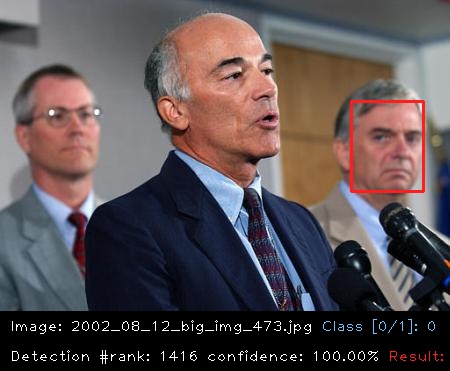 Image: 2002_08_12_big_img_473.jpg Class [0/1]: 0
Detection #rank: 1416 confidence: 100.00% Result: